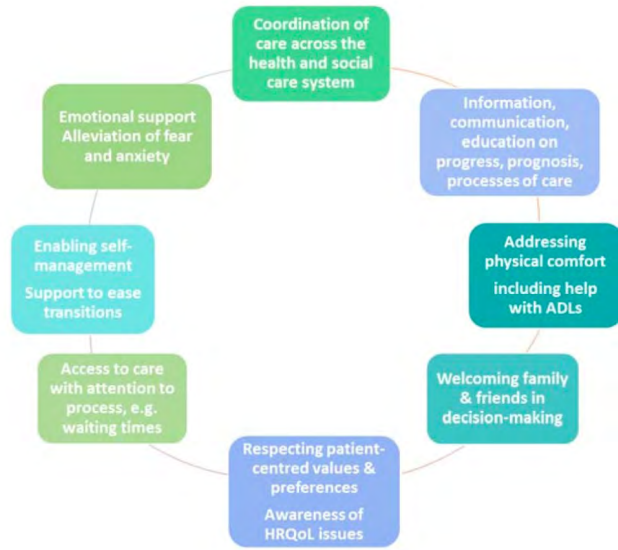 Coordination of
care across the
health and social
care system
Information,
communication,
education on
progress, prognosis,
processes of care
Addressing
physical comfort
including help
with ADLs
Welcoming family
& friends in
decision-making
Respecting patient-
centred values &
preferences
Awareness of
HRQoL issues
Access to care
with attention to
process, e.g.
waiting times
Enabling self-
management
Support to ease
transitions
Emotional support
Alleviation of fear
and anxiety